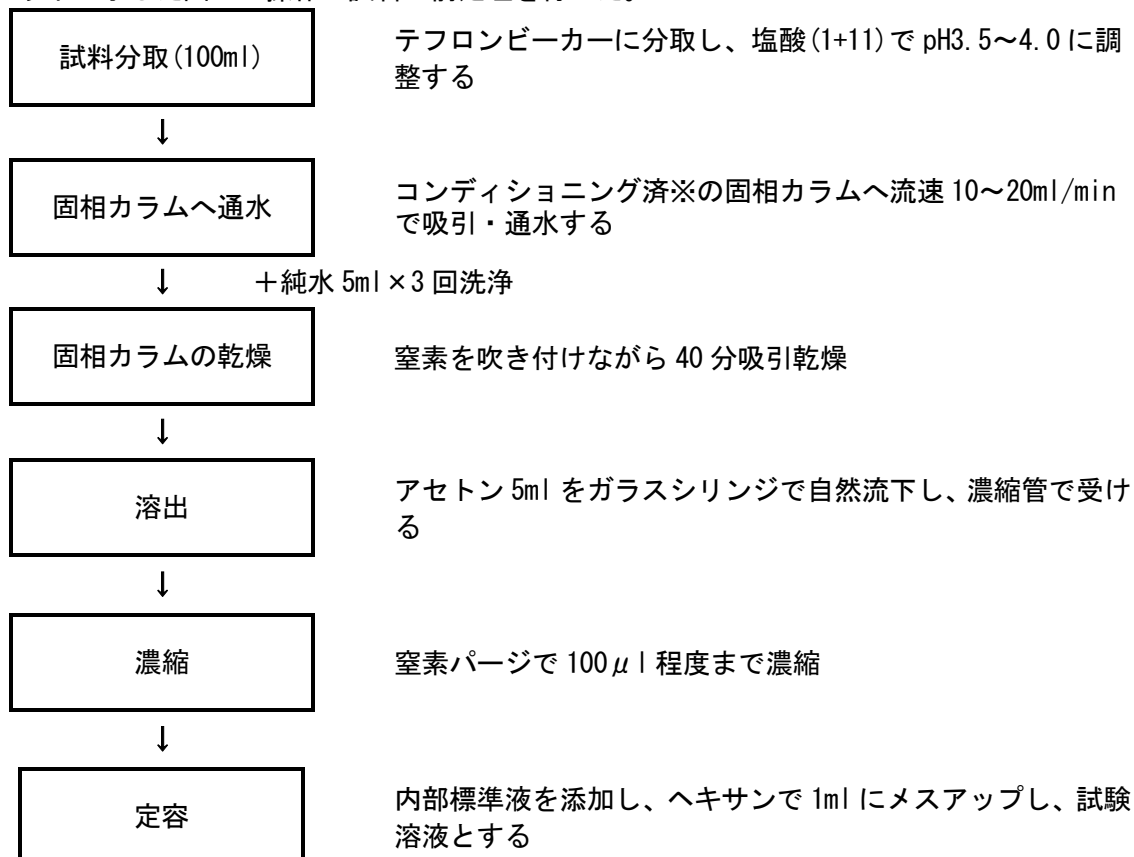 試料分取(100ml)
テフロンビーカーに分取し、塩酸(1+11)で pH3.5～4.0 に調
整する
↓
固相カラムへ通水
コンディショニング済※の固相カラムへ流速 10～20ml/min
で吸引・通水する
↓ ＋純水 5ml×3 回洗浄
固相カラムの乾燥
窒素を吹き付けながら 40 分吸引乾燥
↓
溶出
アセトン 5ml をガラスシリンジで自然流下し、濃縮管で受け
る
↓
濃縮
窒素パージで 100μl 程度まで濃縮
↓
定容
内部標準液を添加し、ヘキサンで 1ml にメスアップし、試験
溶液とする